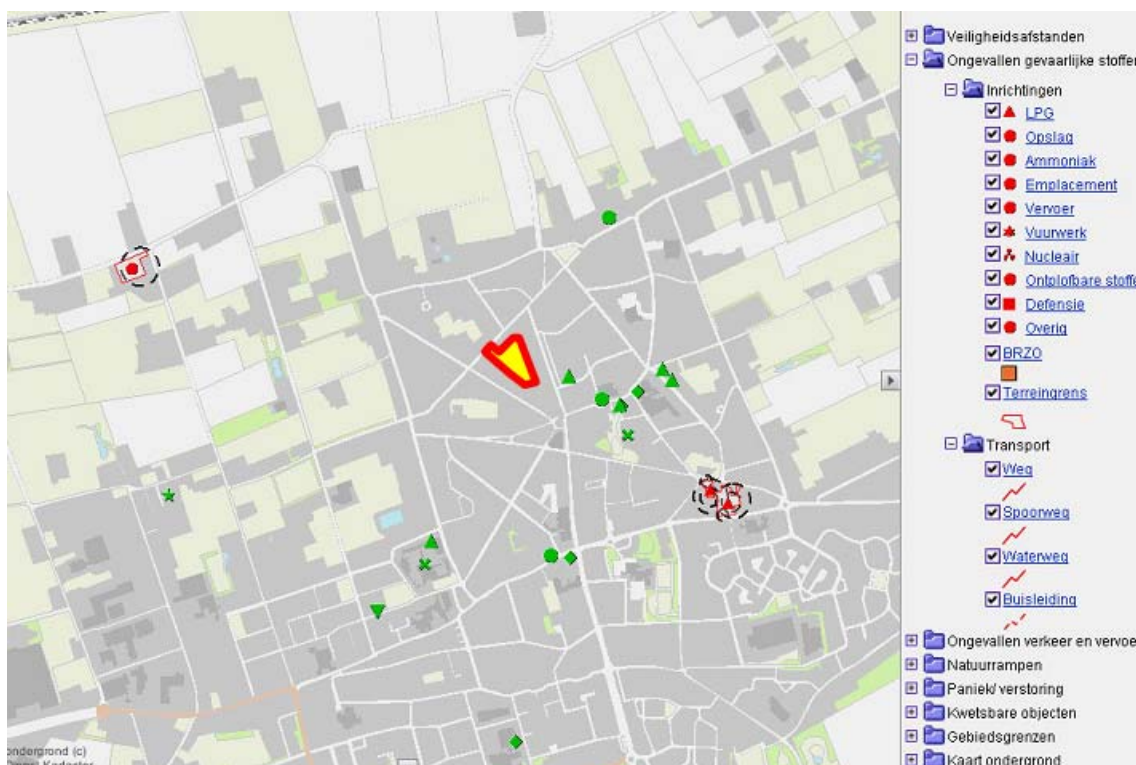 Veiligheidsafstanden
Ongevallen gevaarlijke stoffen
Inrichtingen
LPG
Opslag
Ammoniak
Emplacement
Vervoer
Vuurwerk
Nucleair
Ontplofbare stoffe
Defensie
Overig
BRZO
Terreingrens
Transport
Weg
Spoorweg
Waterweg
Buisleiding
Ongevallen verkeer en vervoe
Natuurrampen
Paniek/ verstoring
Kwetsbare objecten
Gebiedsgrenzen
Kaart ondergrond
ondergrond (c)